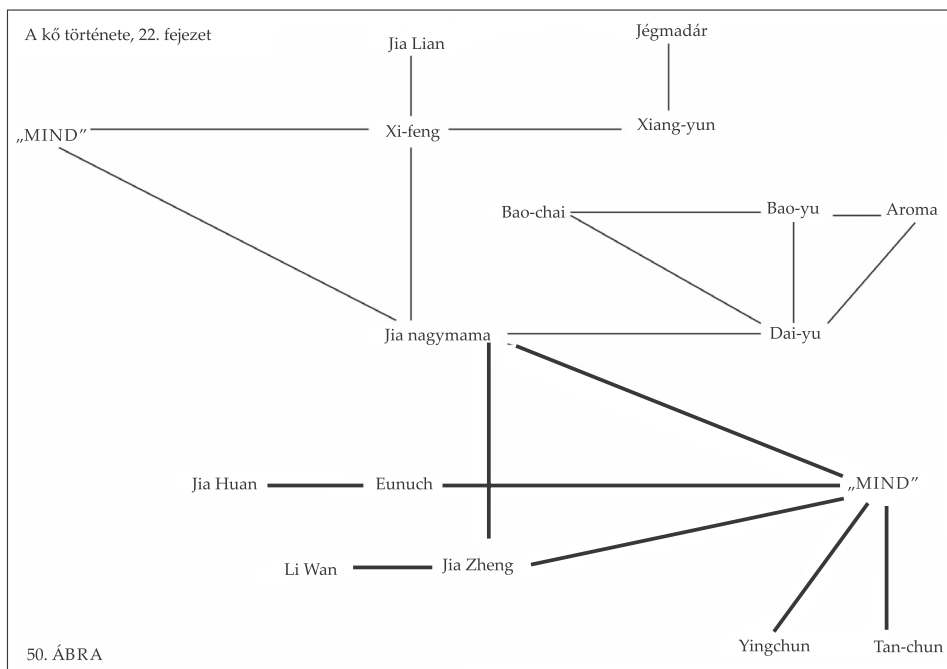 A kő története, 22. fejezet
Jia Lian
Jégmadár
„MIND”
Xi-feng
Xiang-yun
Bao-chai
Bao-yu
Aroma
Jia nagymama
Dai-yu
Jia Huan
Eunuch
„MIND”
Li Wan
Jia Zheng
Yingchun
Tan-chun
50. ÁBRA